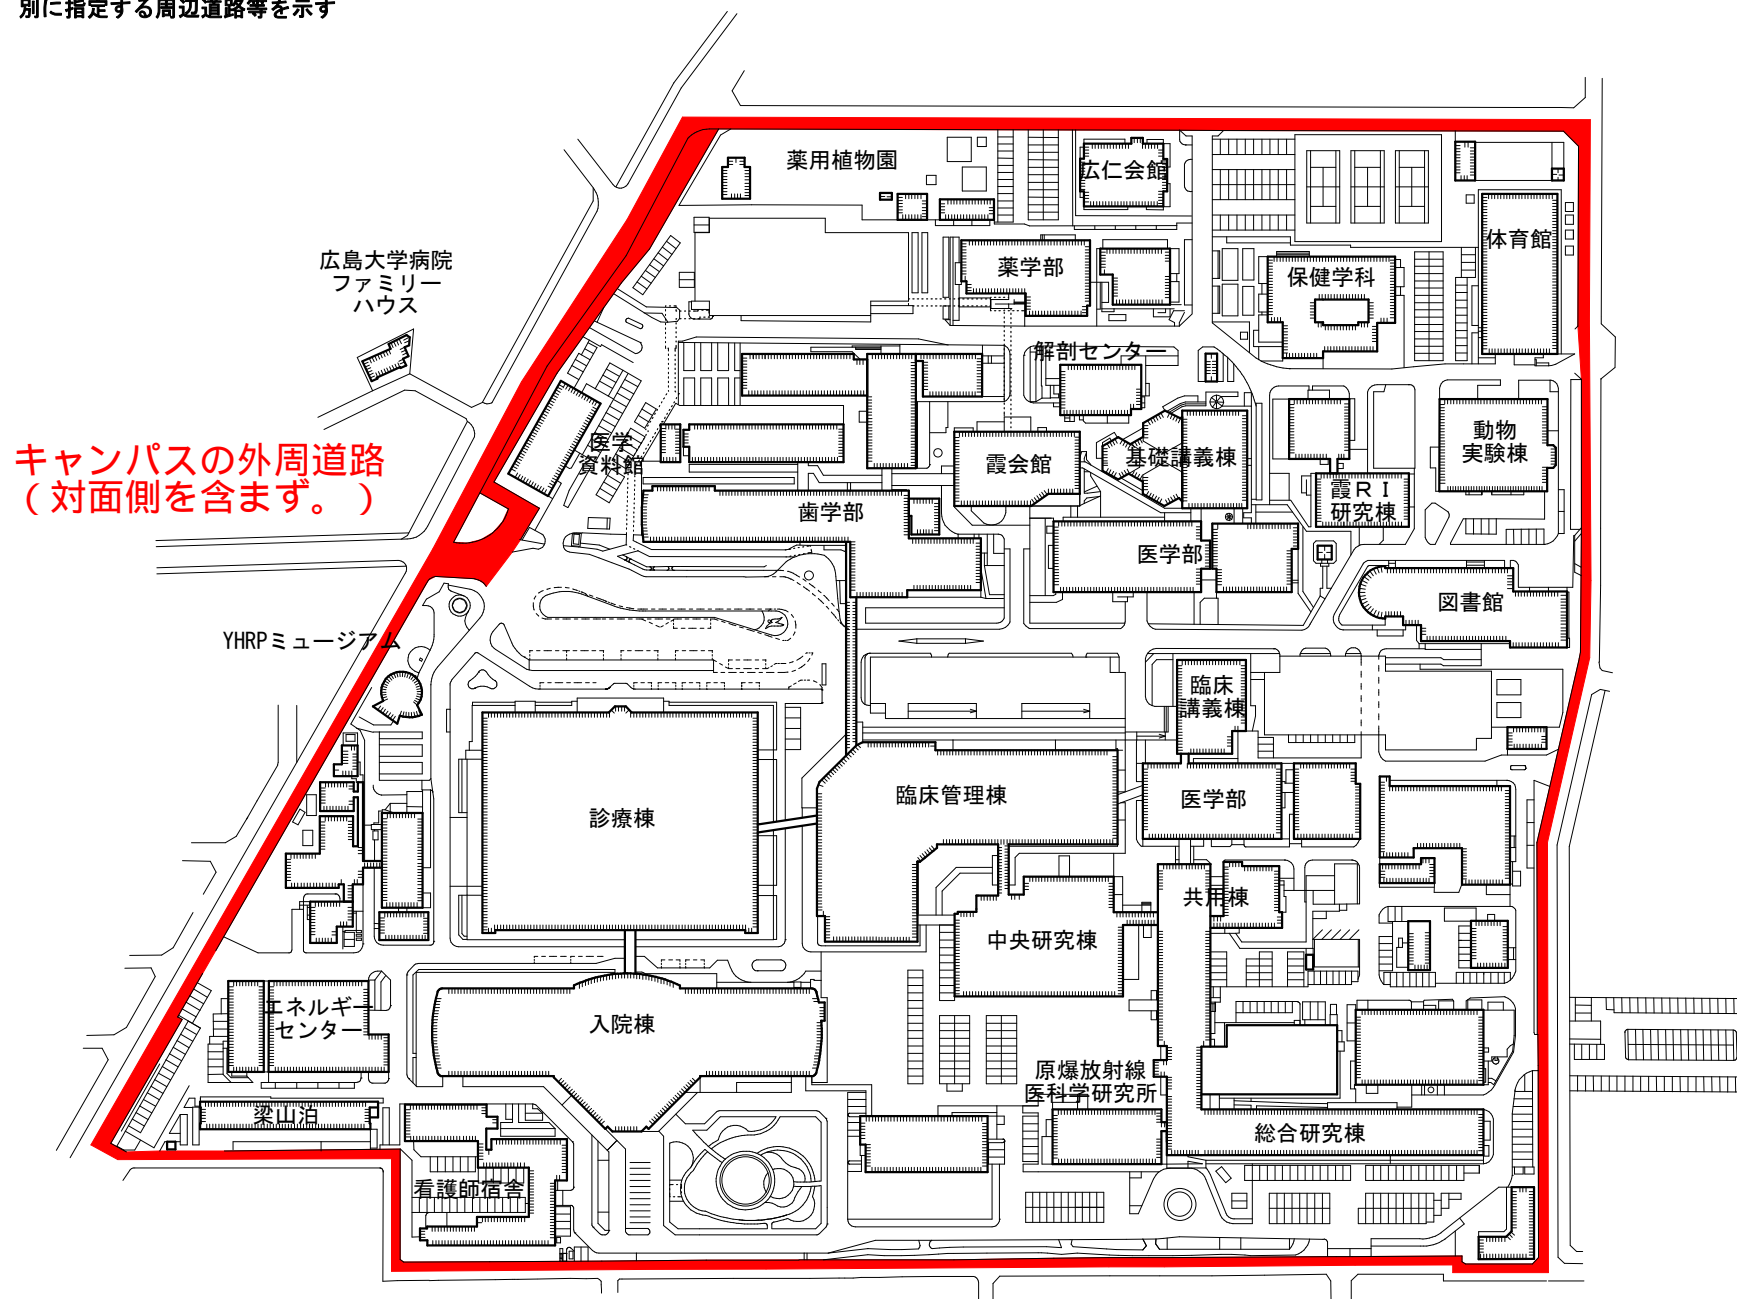 別に指定する周辺道路等を示す
薬用植物園
広仁会館
体育館
広島大学病院
ファミリー
ハウス
薬学部
保健学科
解剖センター
キャンパスの外周道路
（対面側を含まず。）
医学
資料館
霞会館
基礎講義棟
動物
実験棟
霞ＲＩ
研究棟
歯学部
医学部
図書館
YHRPミュージアム
臨床
講義棟
診療棟
臨床管理棟
医学部
共用棟
中央研究棟
エネルギー
センター
入院棟
原爆放射線
医科学研究所
梁山泊
総合研究棟
看護師宿舎